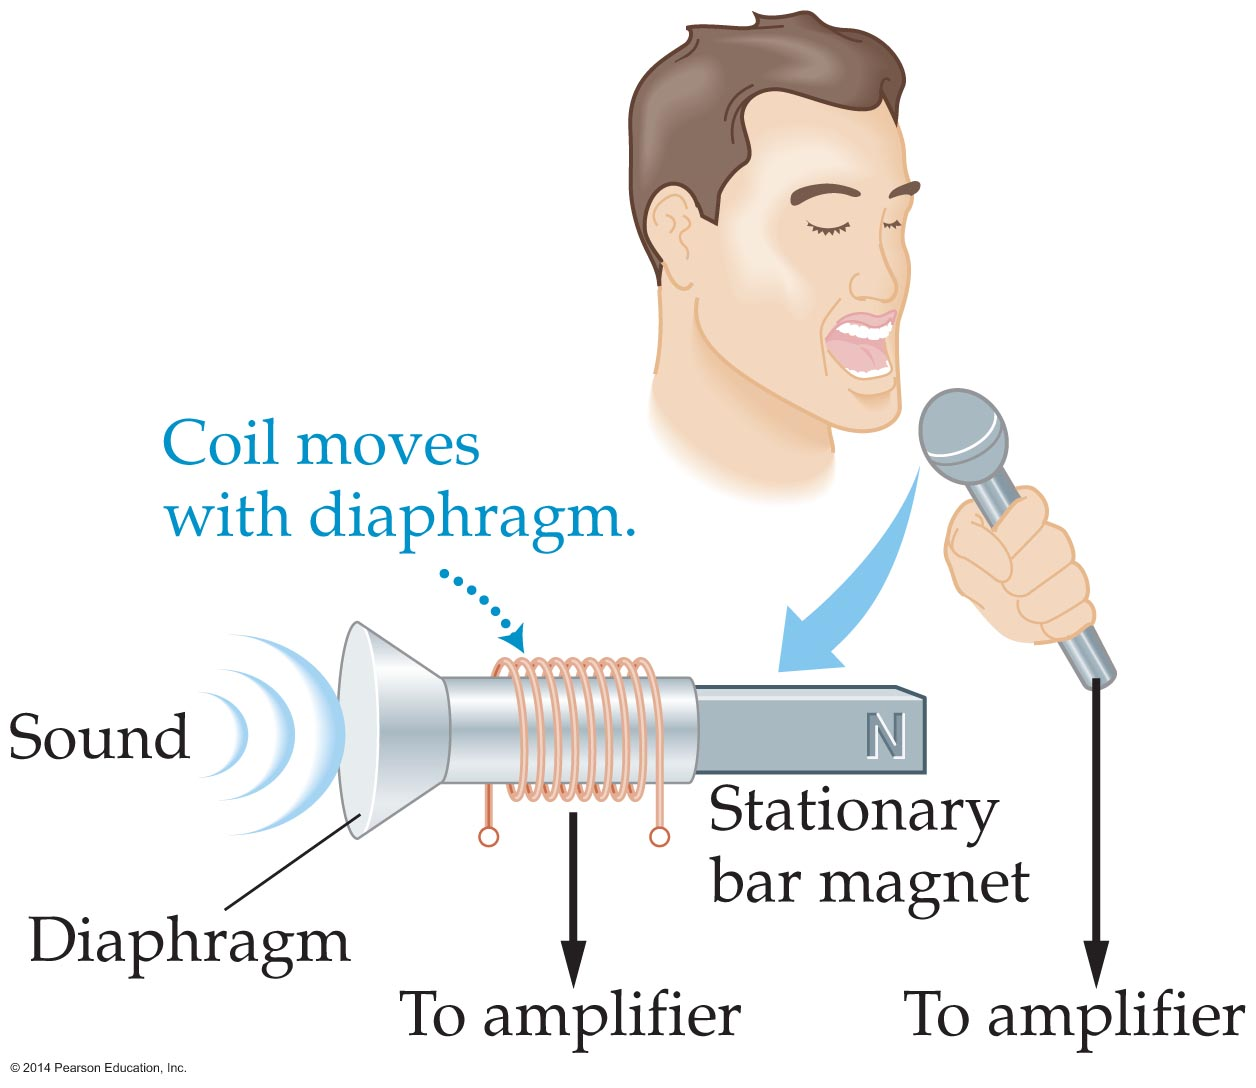 Coil moves
with diaphragm.
Sound
N
Stationary
bar magnet
Diaphragm
To amplifier
To amplifier
© 2014 Pearson Education, Inc.